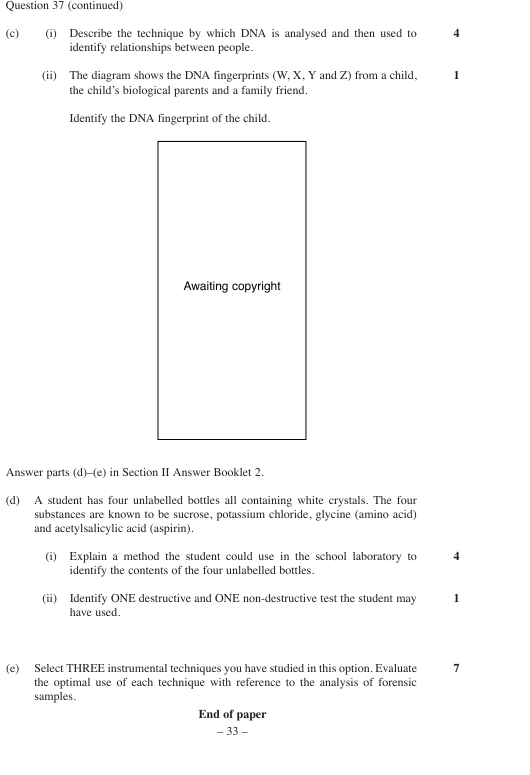 Question 37 (continued)
(c) (i) Describe the technique by which DNA is analysed and then used to 4
identify relationships between people.
(ii) The diagram shows the DNA fingerprints (W, X, Y and Z) from a child, 1
the child's biological parents and a family friend.
Identify the DNA fingerprint of the child.
Awaiting copyright
Answer parts (d)–(e) in Section II Answer Booklet 2.
(d) A student has four unlabelled bottles all containing white crystals. The four
substances are known to be sucrose, potassium chloride, glycine (amino acid)
and acetylsalicylic acid (aspirin).
(i) Explain a method the student could use in the school laboratory to 4
identify the contents of the four unlabelled bottles.
(ii) Identify ONE destructive and ONE non-destructive test the student may 1
have used.
(e) Select THREE instrumental techniques you have studied in this option. Evaluate 7
the optimal use of each technique with reference to the analysis of forensic
samples.
End of paper
– 33 –